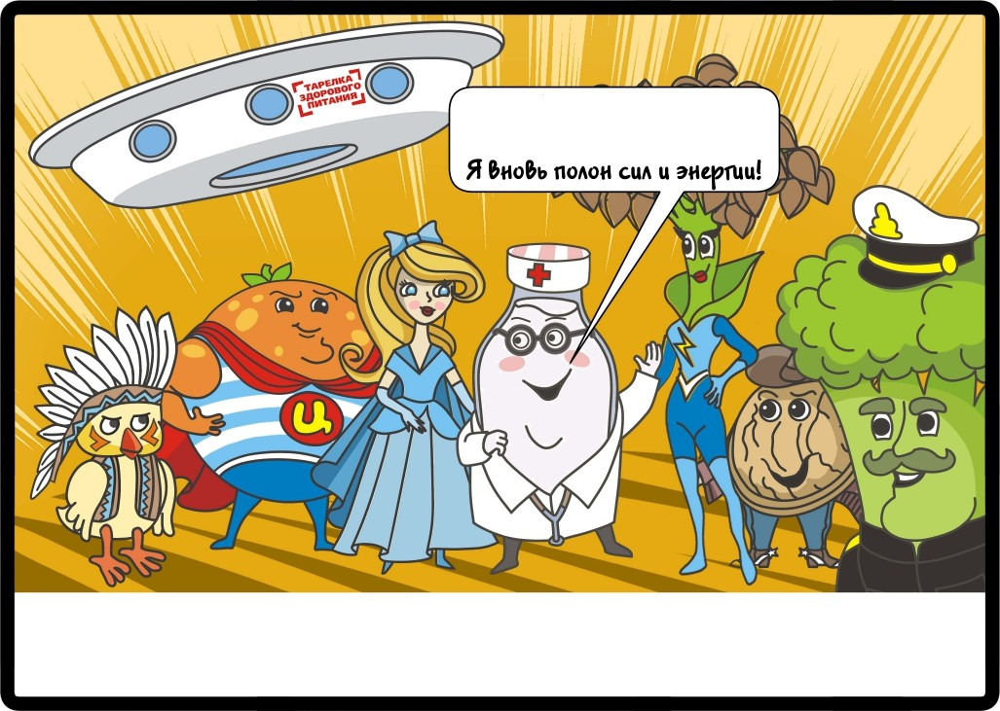 ТАРЕЛКА
ЗДОРОВОГО
ПИТАНИЯ
Я вновь полон сил и энергии!
Ц